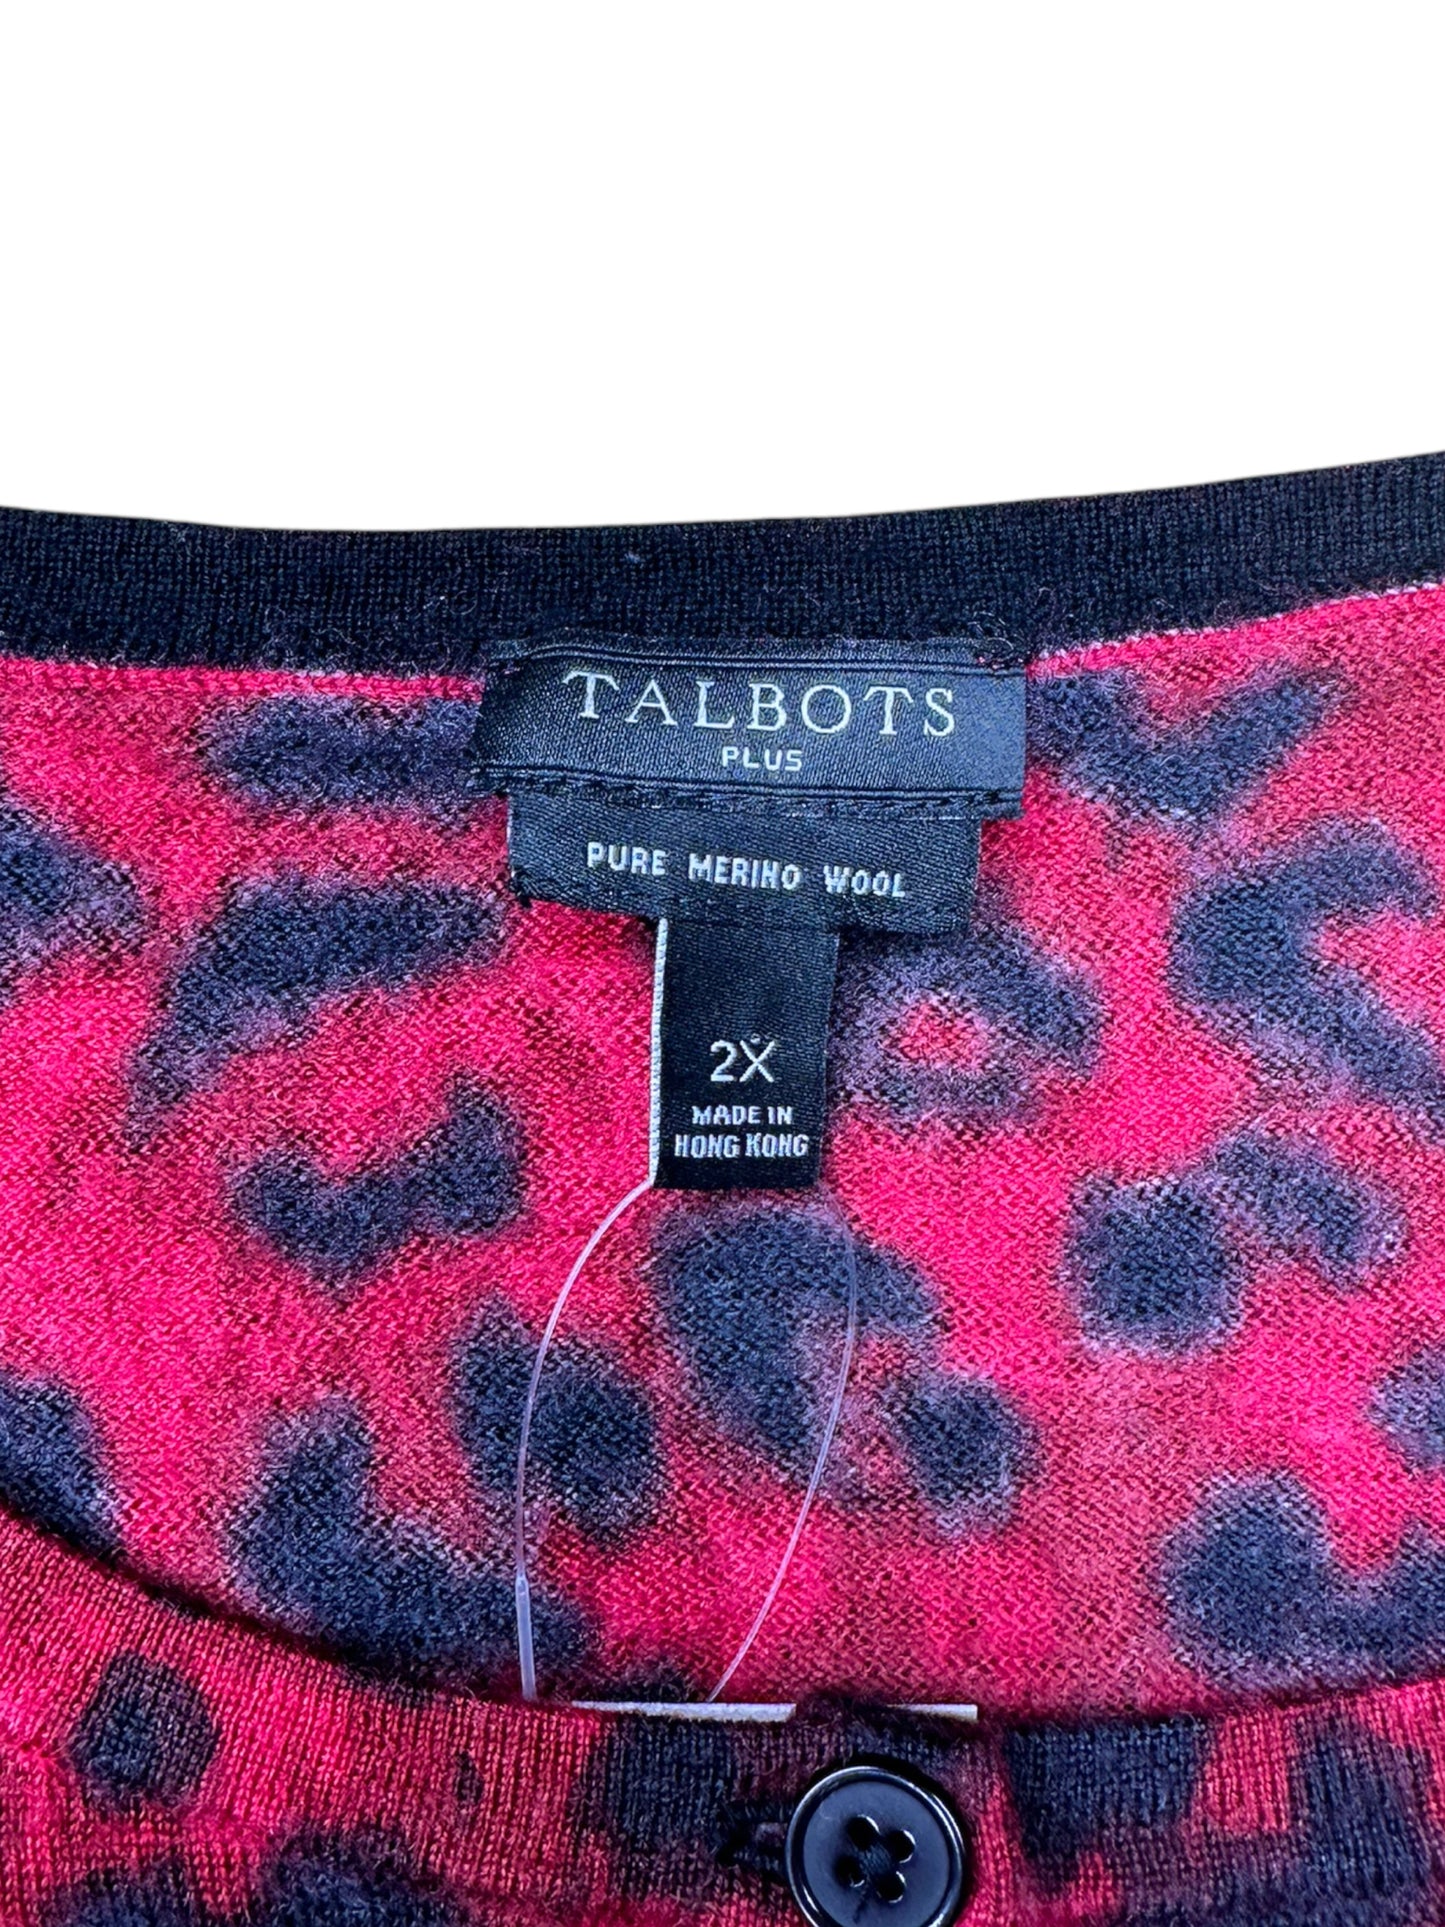 TALBOTS
PLUS
PURE MERINO WOOL
2X
MADE IN
HONG KONG